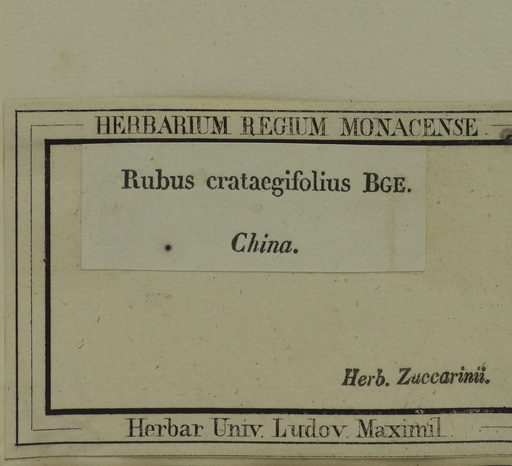 HERBARIUM REGIUM MONACENSE
Rubus crataegifolius BGE.
China.
Herb. Zuccarinii.
Herbar Univ. Ludov. Maximil